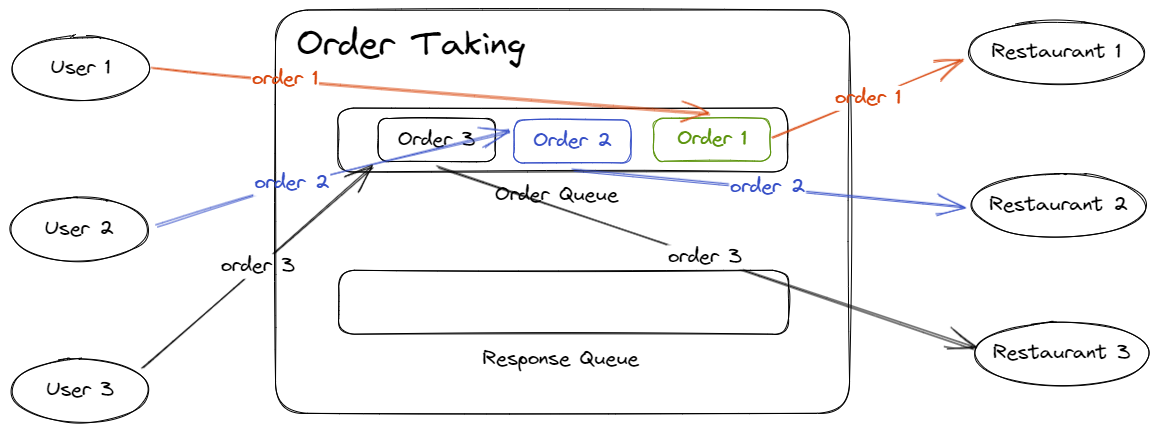 Order Taking
User 1
order 1
Restaurant 1
order 1
Order 3
Order 2
Order 1
order 2
order 2
Order Queue
User 2
Restaurant 2
order 3
order 3
Response Queue
User 3
Restaurant 3